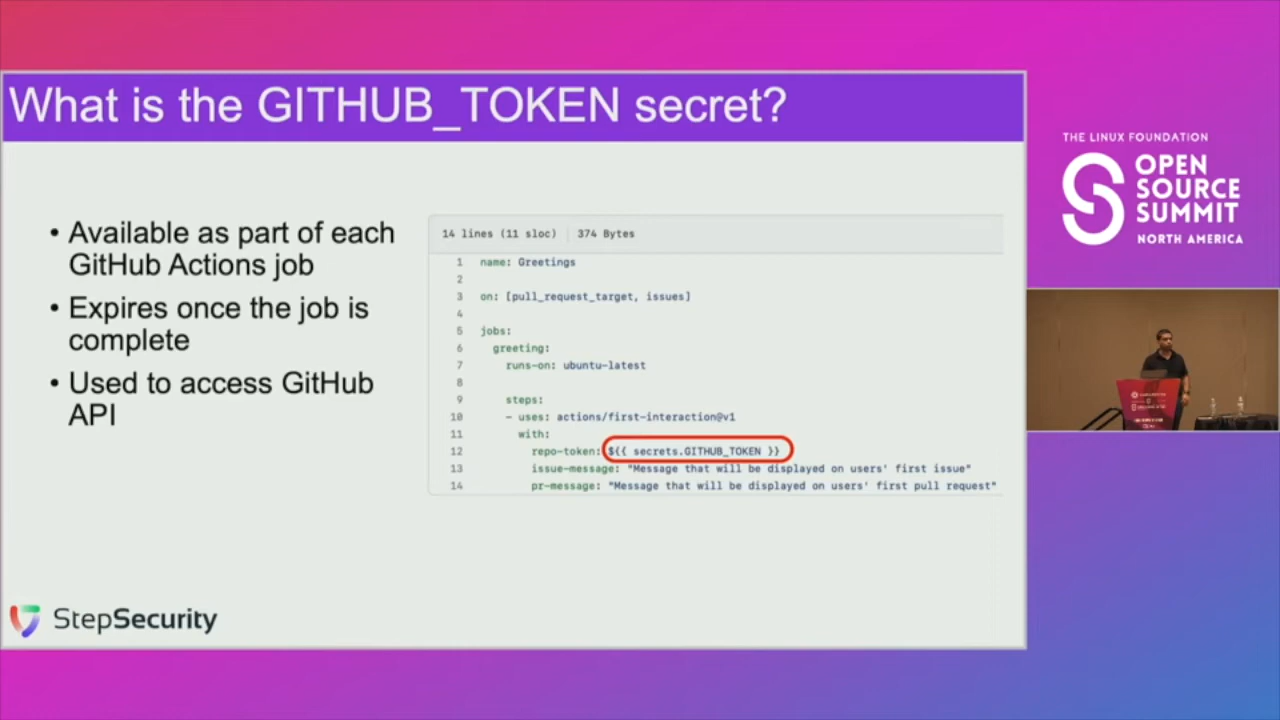 What is the GITHUB_TOKEN secret?
• Available as part of each
GitHub Actions job
• Expires once the job is
complete
• Used to access GitHub
API
14 lines (11 sloc) | 374 Bytes
1 name: Greetings
2
3 on: [pull_request_target, issues]
4
5 jobs:
6 greeting:
7 runs-on: ubuntu-latest
8
9 steps:
10 - uses: actions/first-interaction@v1
11 with:
12 repo-token: ${{ secrets.GITHUB_TOKEN }}
13 issue-message: "Message that will be displayed on users' first issue"
14 pr-message: "Message that will be displayed on users' first pull request"
StepSecurity
THE LINUX FOUNDATION
OPEN
SOURCE
SUMMIT
NORTH AMERICA